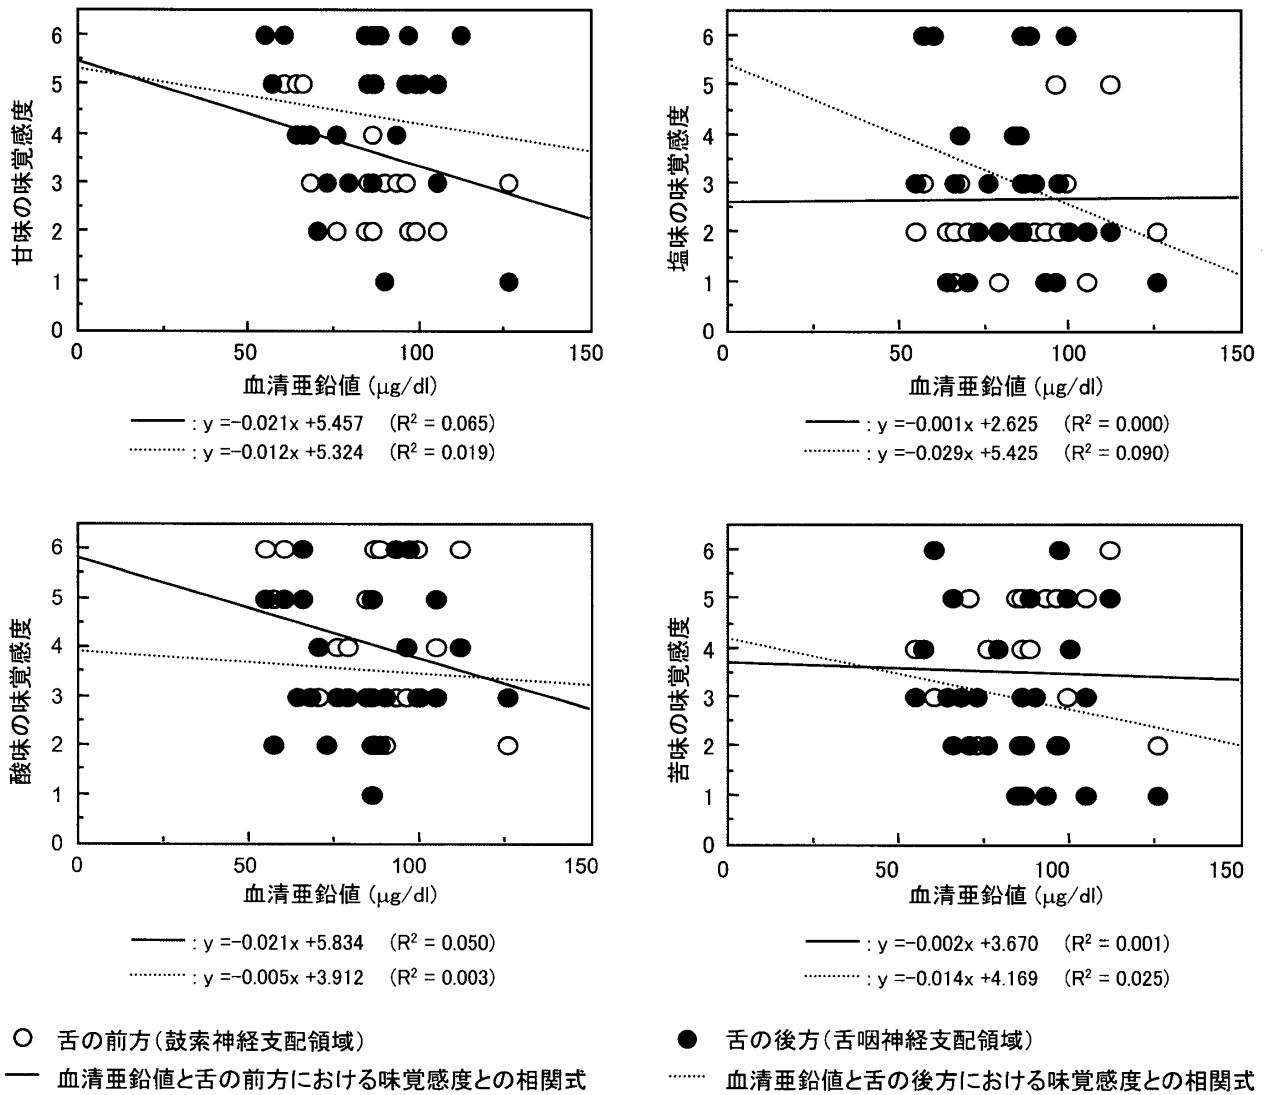 甘味の味覚感度
6
5
4
3
2
1
0
0 50 100 150
血清亜鉛値 (μg/dl)
: y =-0.021x +5.457 (R² = 0.065)
: y =-0.012x +5.324 (R² = 0.019)
塩味の味覚感度
6
5
4
3
2
1
0
0 50 100 150
血清亜鉛値 (μg/dl)
: y =-0.001x +2.625 (R² = 0.000)
: y =-0.029x +5.425 (R² = 0.090)
酸味の味覚感度
6
5
4
3
2
1
0
0 50 100 150
血清亜鉛値 (μg/dl)
: y =-0.021x +5.834 (R² = 0.050)
: y =-0.005x +3.912 (R² = 0.003)
苦味の味覚感度
6
5
4
3
2
1
0
0 50 100 150
血清亜鉛値 (μg/dl)
: y =-0.002x +3.670 (R² = 0.001)
: y =-0.014x +4.169 (R² = 0.025)
舌の前方(鼓索神経支配領域)
舌の後方(舌咽神経支配領域)
血清亜鉛値と舌の前方における味覚感度との相関式
血清亜鉛値と舌の後方における味覚感度との相関式